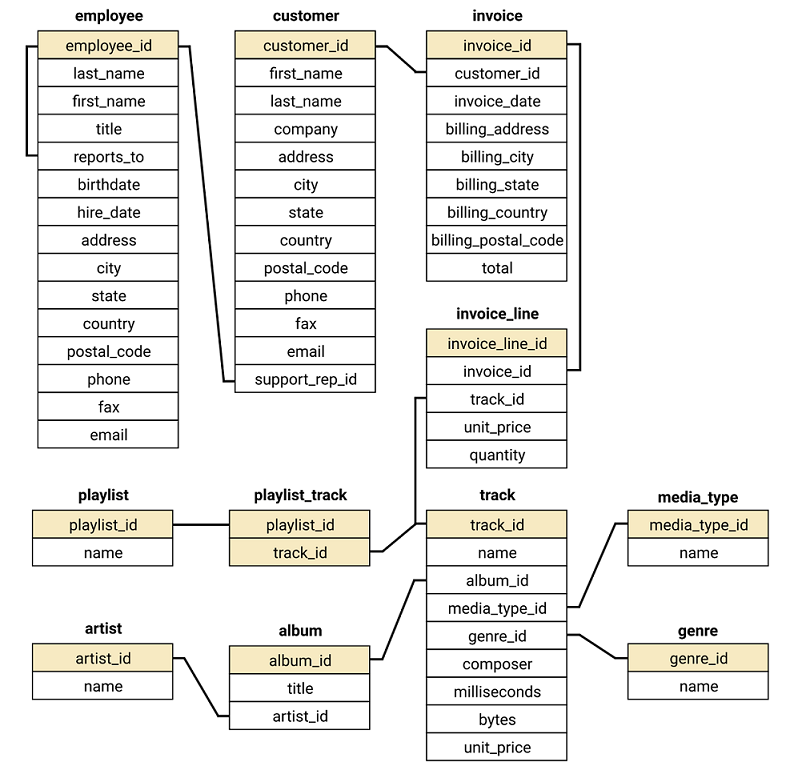 employee
employee_id
last_name
first_name
title
reports_to
birthdate
hire_date
address
city
state
country
postal_code
phone
fax
email
customer
customer_id
first_name
last_name
company
address
city
state
country
postal_code
phone
fax
email
support_rep_id
invoice
invoice_id
customer_id
invoice_date
billing_address
billing_city
billing_state
billing_country
billing_postal_code
total
invoice_line
invoice_line_id
invoice_id
track_id
unit_price
quantity
playlist
playlist_id
name
playlist_track
playlist_id
track_id
track
track_id
name
album_id
media_type_id
genre_id
composer
milliseconds
bytes
unit_price
media_type
media_type_id
name
artist
artist_id
name
album
album_id
title
artist_id
genre
genre_id
name